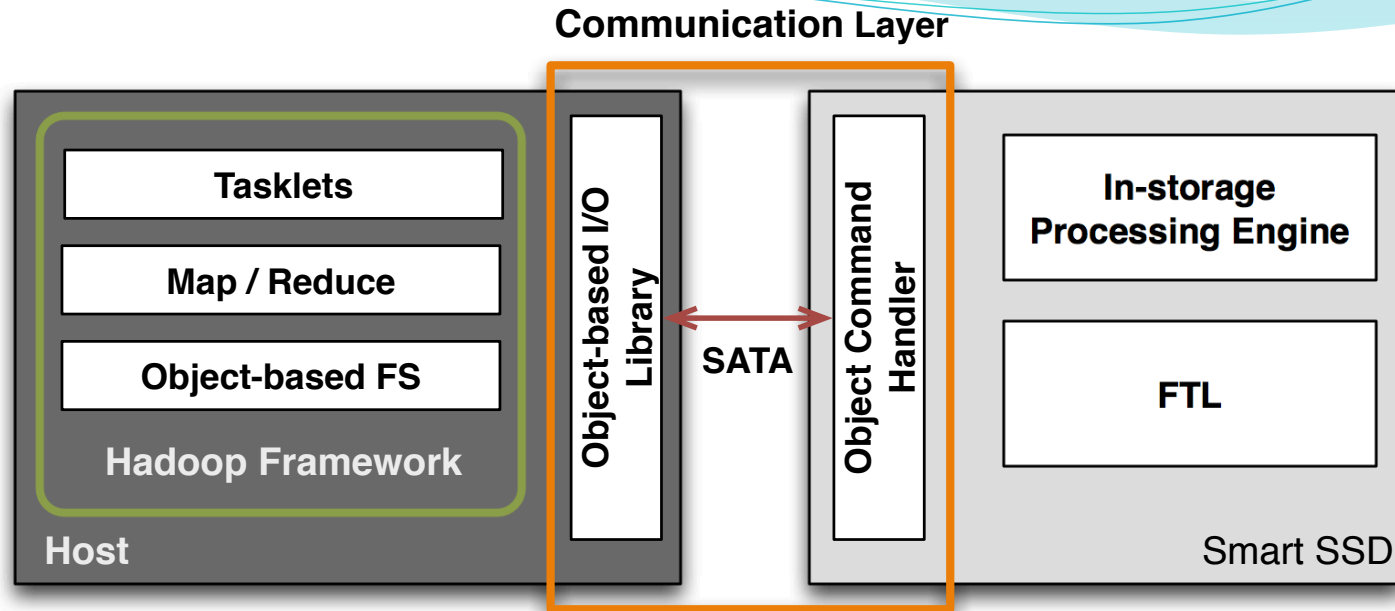 Communication Layer
Tasklets
Map / Reduce
Object-based FS
Hadoop Framework
Host
Object-based I/O
Library
SATA
Object Command
Handler
In-storage
Processing Engine
FTL
Smart SSD